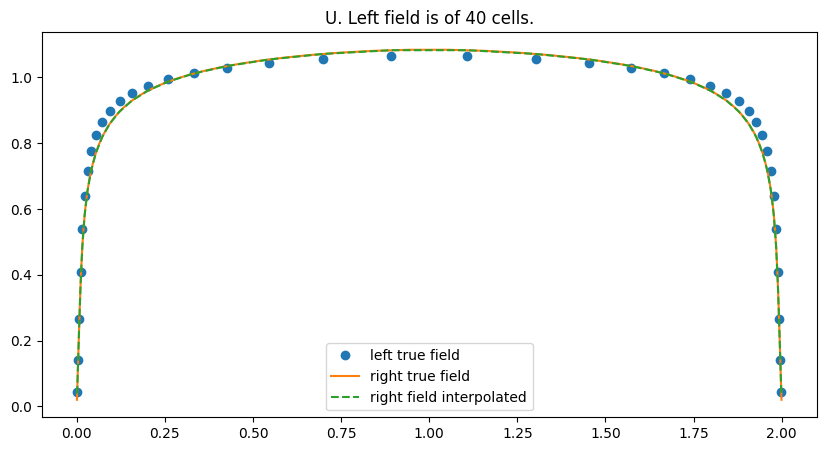 U. Left field is of 40 cells.
1.0
0.8
0.6
0.4
0.2
0.0
left true field
right true field
right field interpolated
0.00 0.25 0.50 0.75 1.00 1.25 1.50 1.75 2.00